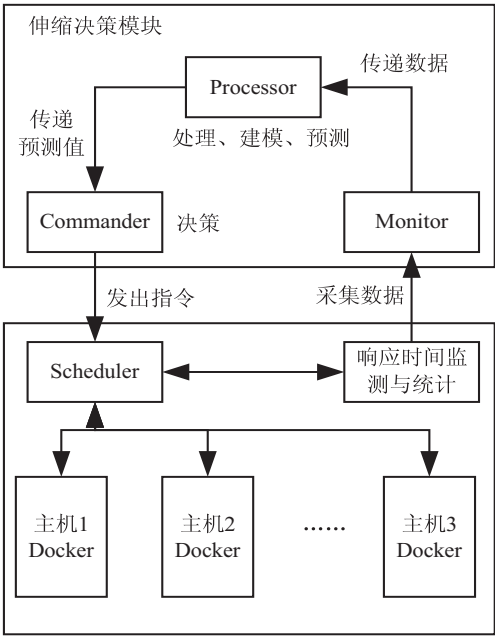 伸缩决策模块
Processor
传递数据
处理、建模、预测
传递
预测值
Commander
决策
Monitor
发出指令
采集数据
Scheduler
响应时间监
测与统计
主机1
Docker
主机2
Docker
......
主机3
Docker